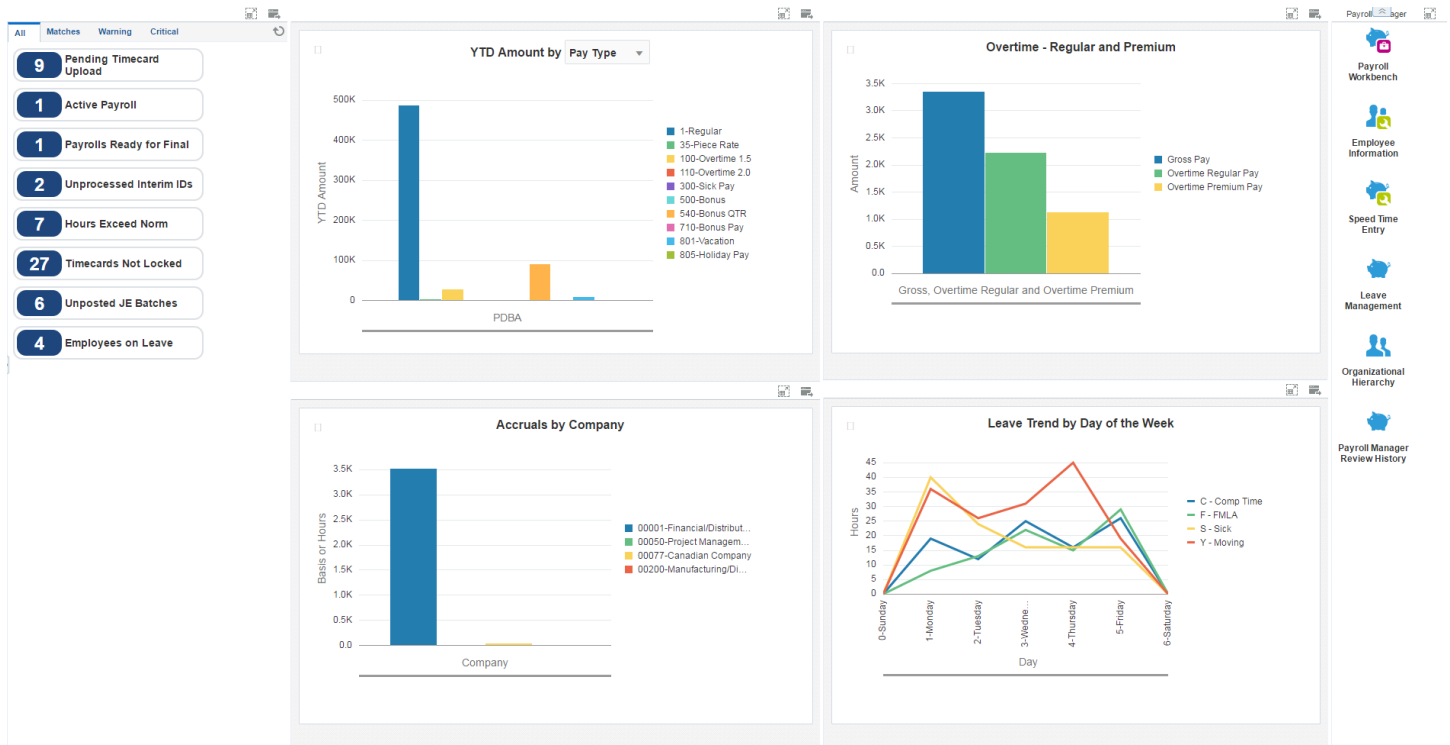 All
Matches
Warning
Critical
9
Pending Timecard
Upload
1
Active Payroll
1
Payrolls Ready for Final
2
Unprocessed Interim IDs
7
Hours Exceed Norm
27
Timecards Not Locked
6
Unposted JE Batches
4
Employees on Leave
YTD Amount by Pay Type
500K
400K
300K
200K
100K
0
YTD Amount
PDBA
1-Regular
35-Piece Rate
100-Overtime 1.5
110-Overtime 2.0
300-Sick Pay
500-Bonus
540-Bonus QTR
710-Bonus Pay
801-Vacation
805-Holiday Pay
Overtime - Regular and Premium
3.5K
3.0K
2.5K
2.0K
1.5K
1.0K
0.5K
0.0
Amount
Gross, Overtime Regular and Overtime Premium
Gross Pay
Overtime Regular Pay
Overtime Premium Pay
Accruals by Company
3.5K
3.0K
2.5K
2.0K
1.5K
1.0K
0.5K
0.0
Basis or Hours
Company
00001-Financial/Distribut...
00050-Project Managem...
00077-Canadian Company
00200-Manufacturing/Di...
Leave Trend by Day of the Week
45
40
35
30
25
20
15
10
5
0
Hours
0-Sunday
1-Monday
2-Tuesday
3-Wedne...
4-Thursday
5-Friday
6-Saturday
Day
C - Comp Time
F - FMLA
S - Sick
Y - Moving
Payroll
Payroll
Workbench
Employee
Information
Speed Time
Entry
Leave
Management
Organizational
Hierarchy
Payroll Manager
Review History